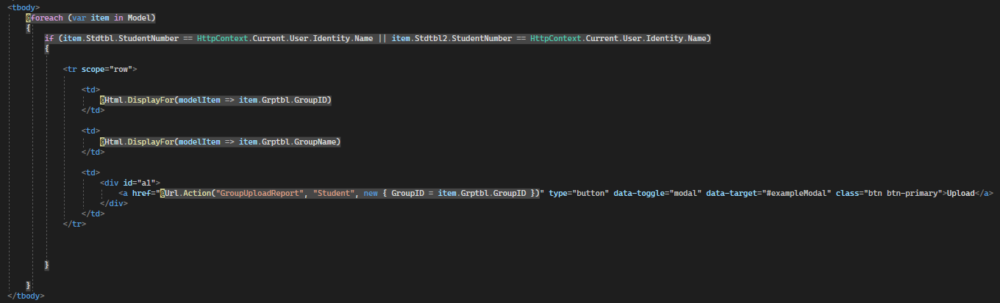 <tbody>
@foreach (var item in Model)
{
if (item.Stdtbl.StudentNumber == HttpContext.Current.User.Identity.Name || item.Stdtbl2.StudentNumber == HttpContext.Current.User.Identity.Name)
{
<tr scope="row">
<td>
@Html.DisplayFor(modelItem => item.Grptbl.GroupID)
</td>
<td>
@Html.DisplayFor(modelItem => item.Grptbl.GroupName)
</td>
<td>
<div id="a1">
<a href="@Url.Action("GroupUploadReport", "Student", new { GroupID = item.Grptbl.GroupID })" type="button" data-toggle="modal" data-target="#exampleModal" class="btn btn-primary">Upload</a>
</div>
</td>
</tr>
}
}
</tbody>